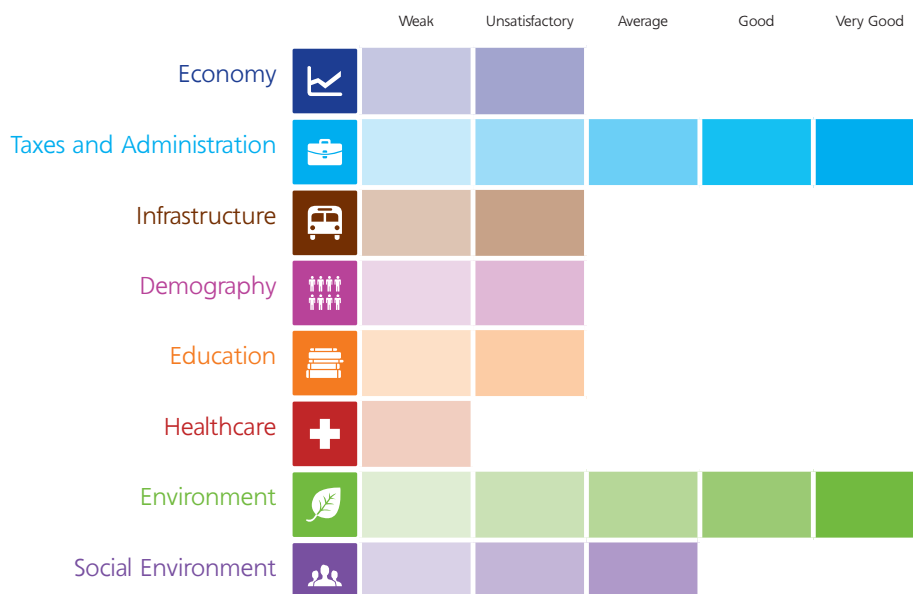 Weak Unsatisfactory Average Good Very Good
Economy
Taxes and Administration
Infrastructure
Demography
Education
Healthcare
Environment
Social Environment